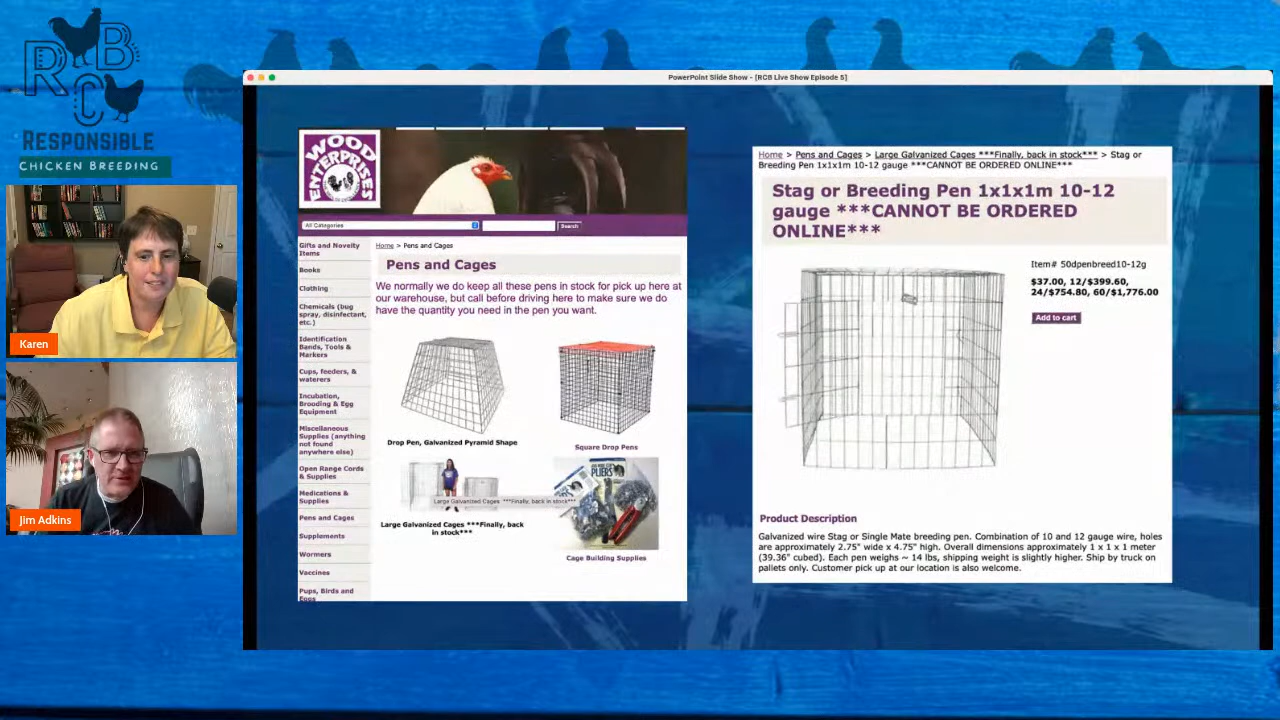 RBC
RESPONSIBLE
CHICKEN BREEDING
Karen
Jim Adkins
PowerPoint Slide Show - [RCB Live Show Episode 5]
WOOD
ENTERPRISES
All Categories
Search
Gifts and Novelty
Items
Books
Clothing
Chemicals (bug
spray, disinfectant,
etc.)
Identification
Bands, Tools &
Markers
Cups, feeders, &
waterers
Incubation,
Brooding & Egg
Equipment
Miscellaneous
Supplies (anything
not found
anywhere else)
Open Range Cords
& Supplies
Medications &
Supplies
Pens and Cages
Supplements
Wormers
Vaccines
Pups, Birds and
Eggs
Home > Pens and Cages
Pens and Cages
We normally we do keep all these pens in stock for pick up here at
our warehouse, but call before driving here to make sure we do
have the quantity you need in the pen you want.
Drop Pen, Galvanized Pyramid Shape
Square Drop Pens
PLIERS
Large Galvanized Cages ***Finally, back in stock***
Large Galvanized Cages ***Finally, back
in stock***
Cage Building Supplies
Home > Pens and Cages > Large Galvanized Cages ***Finally, back in stock*** > Stag or
Breeding Pen 1x1x1m 10-12 gauge ***CANNOT BE ORDERED ONLINE***
Stag or Breeding Pen 1x1x1m 10-12
gauge ***CANNOT BE ORDERED
ONLINE***
Item# 50dpenbreed10-12g
$37.00, 12/$399.60,
24/$754.80, 60/$1,776.00
Add to cart
Product Description
Galvanized wire Stag or Single Mate breeding pen. Combination of 10 and 12 gauge wire, holes
are approximately 2.75" wide x 4.75" high. Overall dimensions approximately 1 x 1 x 1 meter
(39.36" cubed). Each pen weighs ~ 14 lbs, shipping weight is slightly higher. Ship by truck on
pallets only. Customer pick up at our location is also welcome.